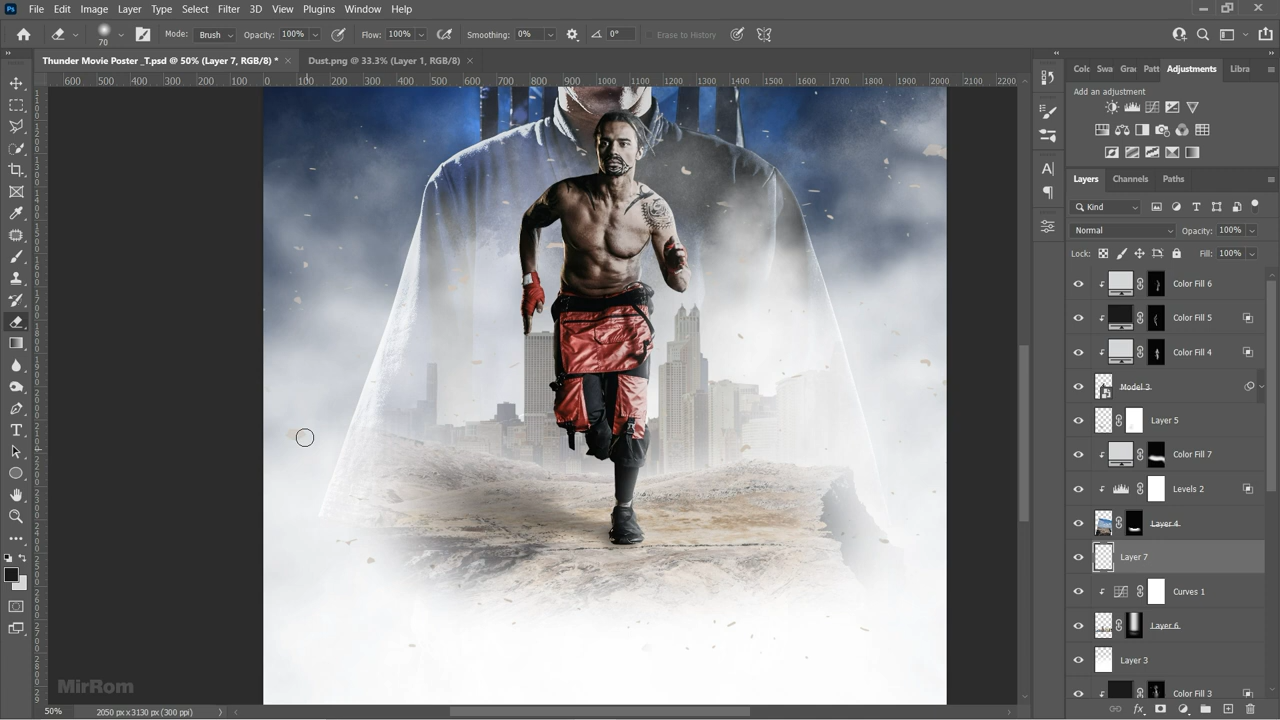 Ps File Edit Image Layer Type Select Filter 3D View Plugins Window Help
70 Mode: Brush Opacity: 100% Flow: 100% Smoothing: 0% 0° Erase to History
Thunder Movie Poster _T.psd @ 50% (Layer 7, RGB/8) * Dust.png @ 33.3% (Layer 1, RGB/8)
600 500 400 300 200 100 0 100 200 300 400 500 600 700 800 900 1000 1100 1200 1300 1400 1500 1600 1700 1800 1900 2000 2100 2200
Colc Swa Grac Patt Adjustments Libra
Add an adjustment
Layers Channels Paths
Kind
Normal Opacity: 100%
Lock: Fill: 100%
Color Fill 6
Color Fill 5
Color Fill 4
Model 3
Layer 5
Color Fill 7
Levels 2
Layer 4
Layer 7
Curves 1
Layer 6
Layer 3
Color Fill 3
MirRom
50% 2050 px x 3130 px (300 ppi)